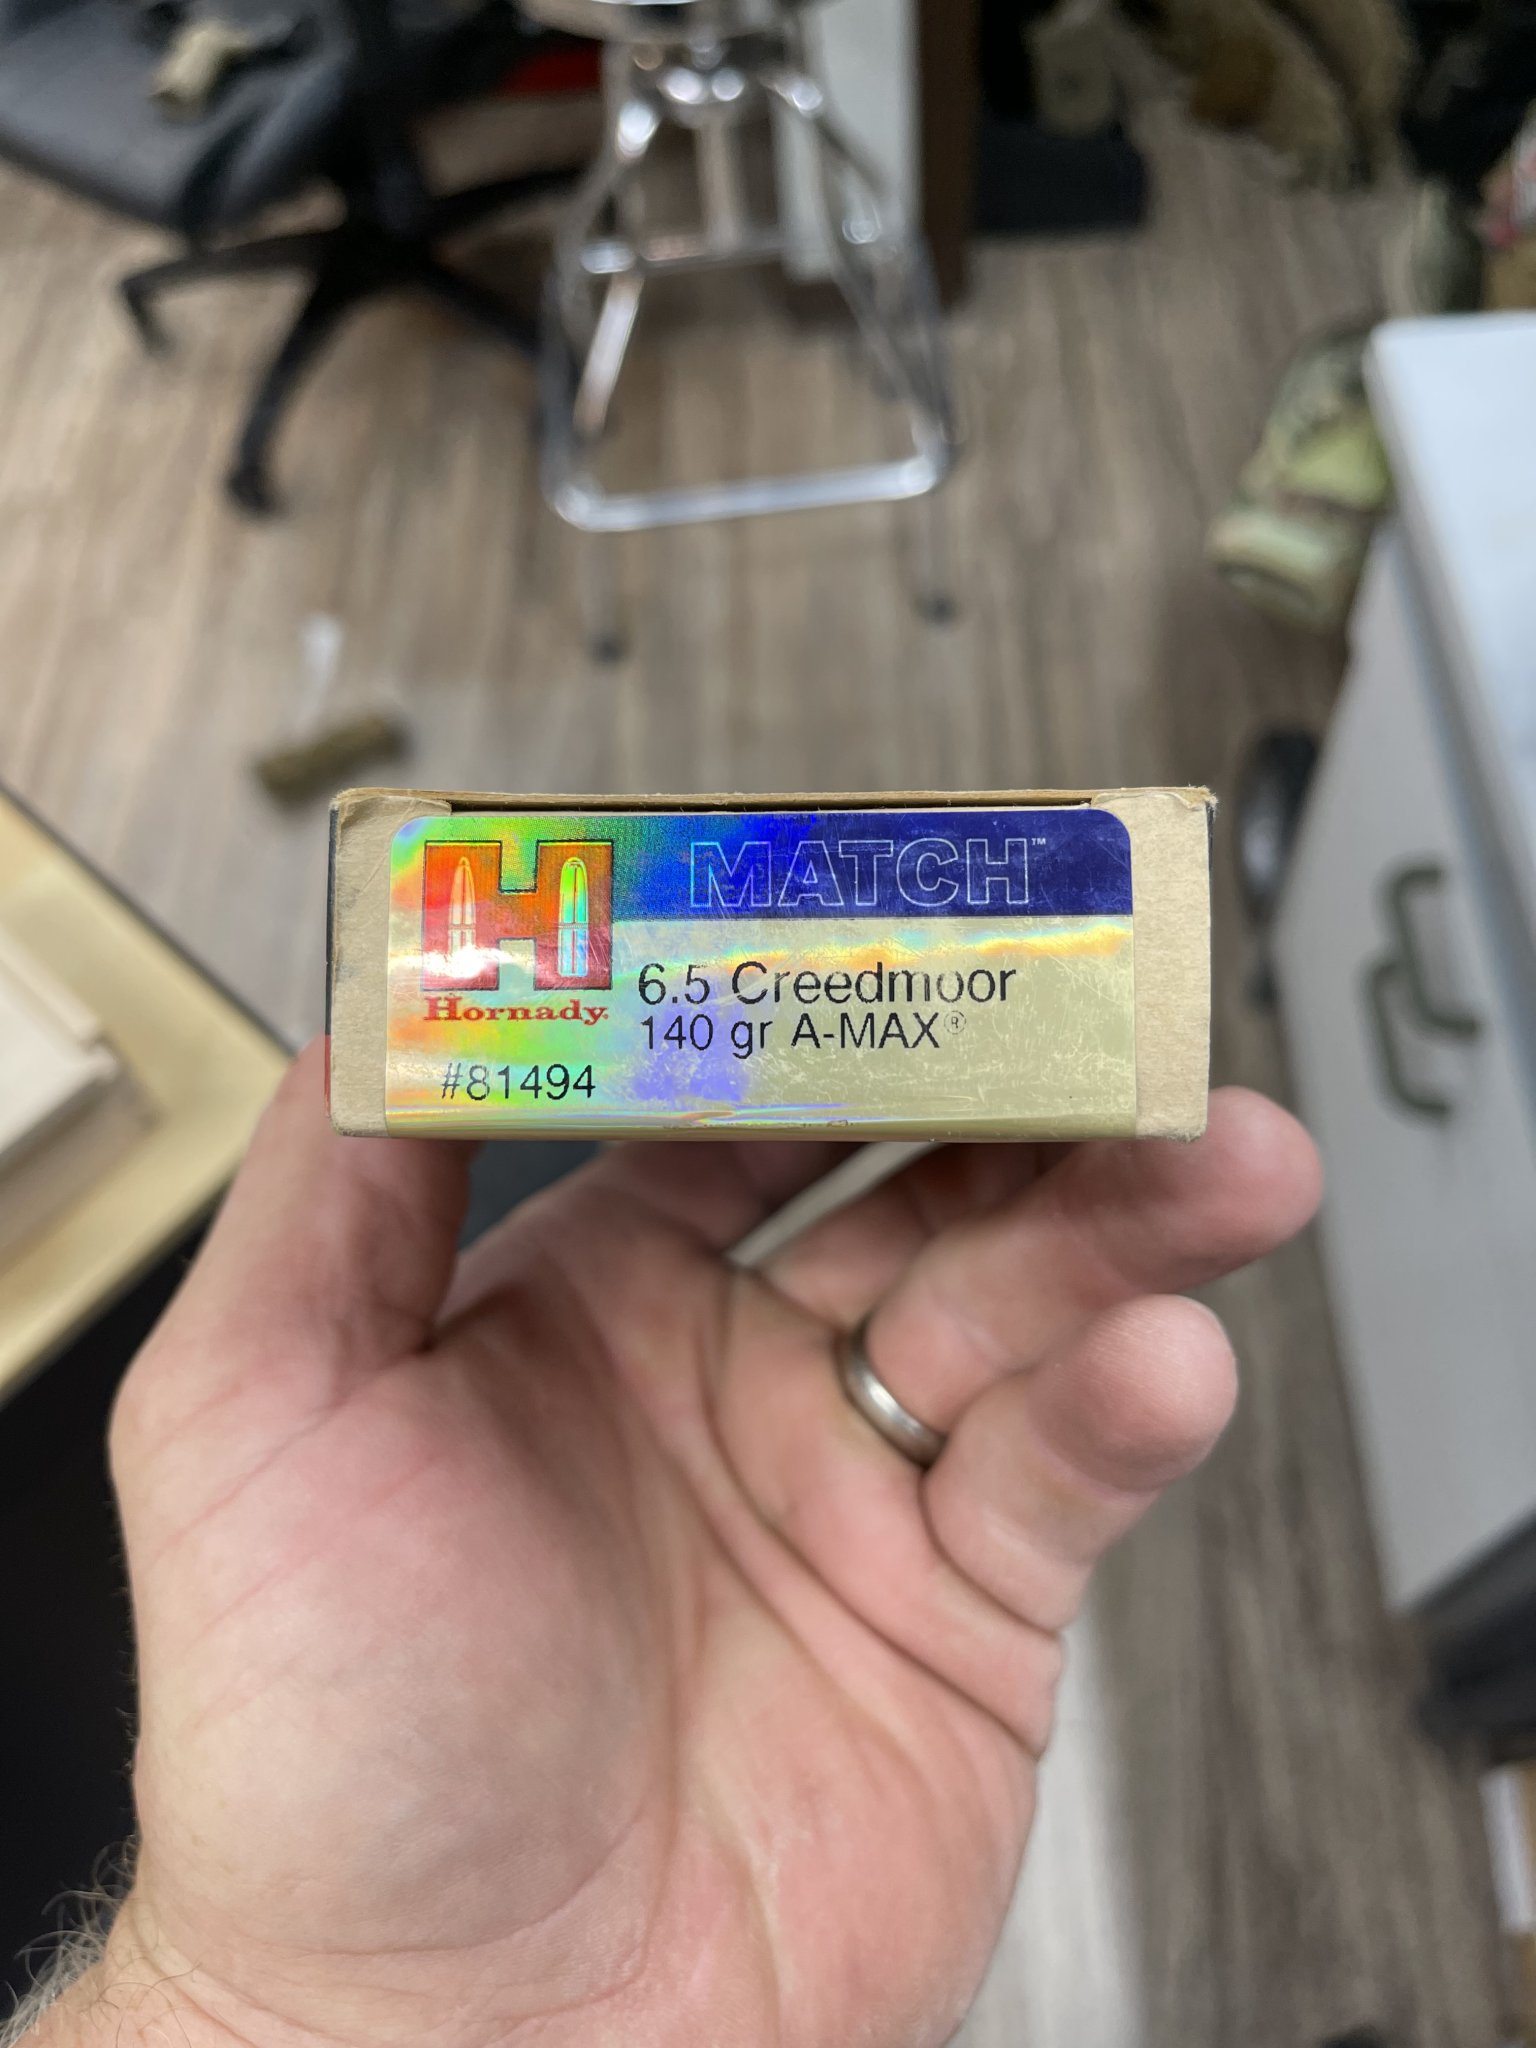 MATCH™
Hornady
6.5 Creedmoor
140 gr A-MAX®
#81494